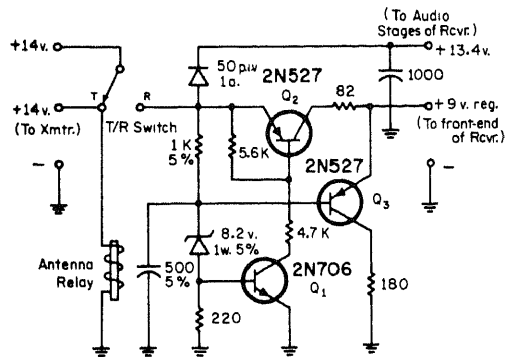 +14v.
T
R
+14v.
(To Xmtr.)
T/R Switch
–
Antenna
Relay
50 p.i.v.
1a.
2N527
Q2
82
(To Audio
Stages of Rcvr.)
+13.4v.
1000
+9 v. reg.
(To front-end
of Rcvr.)
–
1K
5%
5.6K
2N527
Q3
8.2v.
1w. 5%
4.7K
500
5%
2N706
Q1
220
180